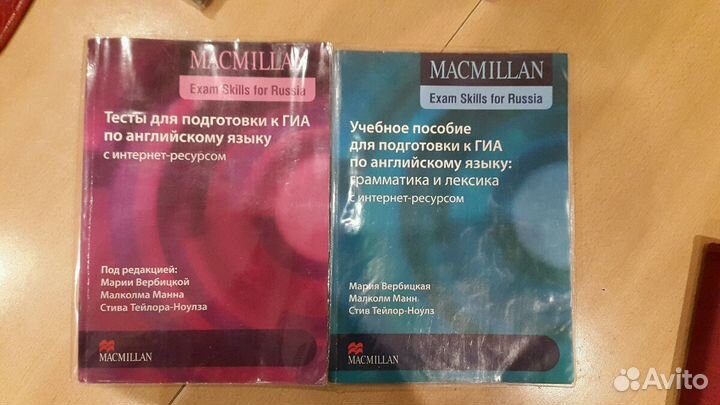 MACMILLAN
Exam Skills for Russia
Тесты для подготовки к ГИА
по английскому языку
с интернет-ресурсом
Под редакцией:
Марии Вербицкой
Малколма Манна
Стива Тейлора-Ноулза
MACMILLAN
MACMILLAN
Exam Skills for Russia
Учебное пособие
для подготовки к ГИА
по английскому языку:
грамматика и лексика
с интернет-ресурсом
Мария Вербицкая
Малколм Манн
Стив Тейлор-Ноулз
MACMILLAN
Avito